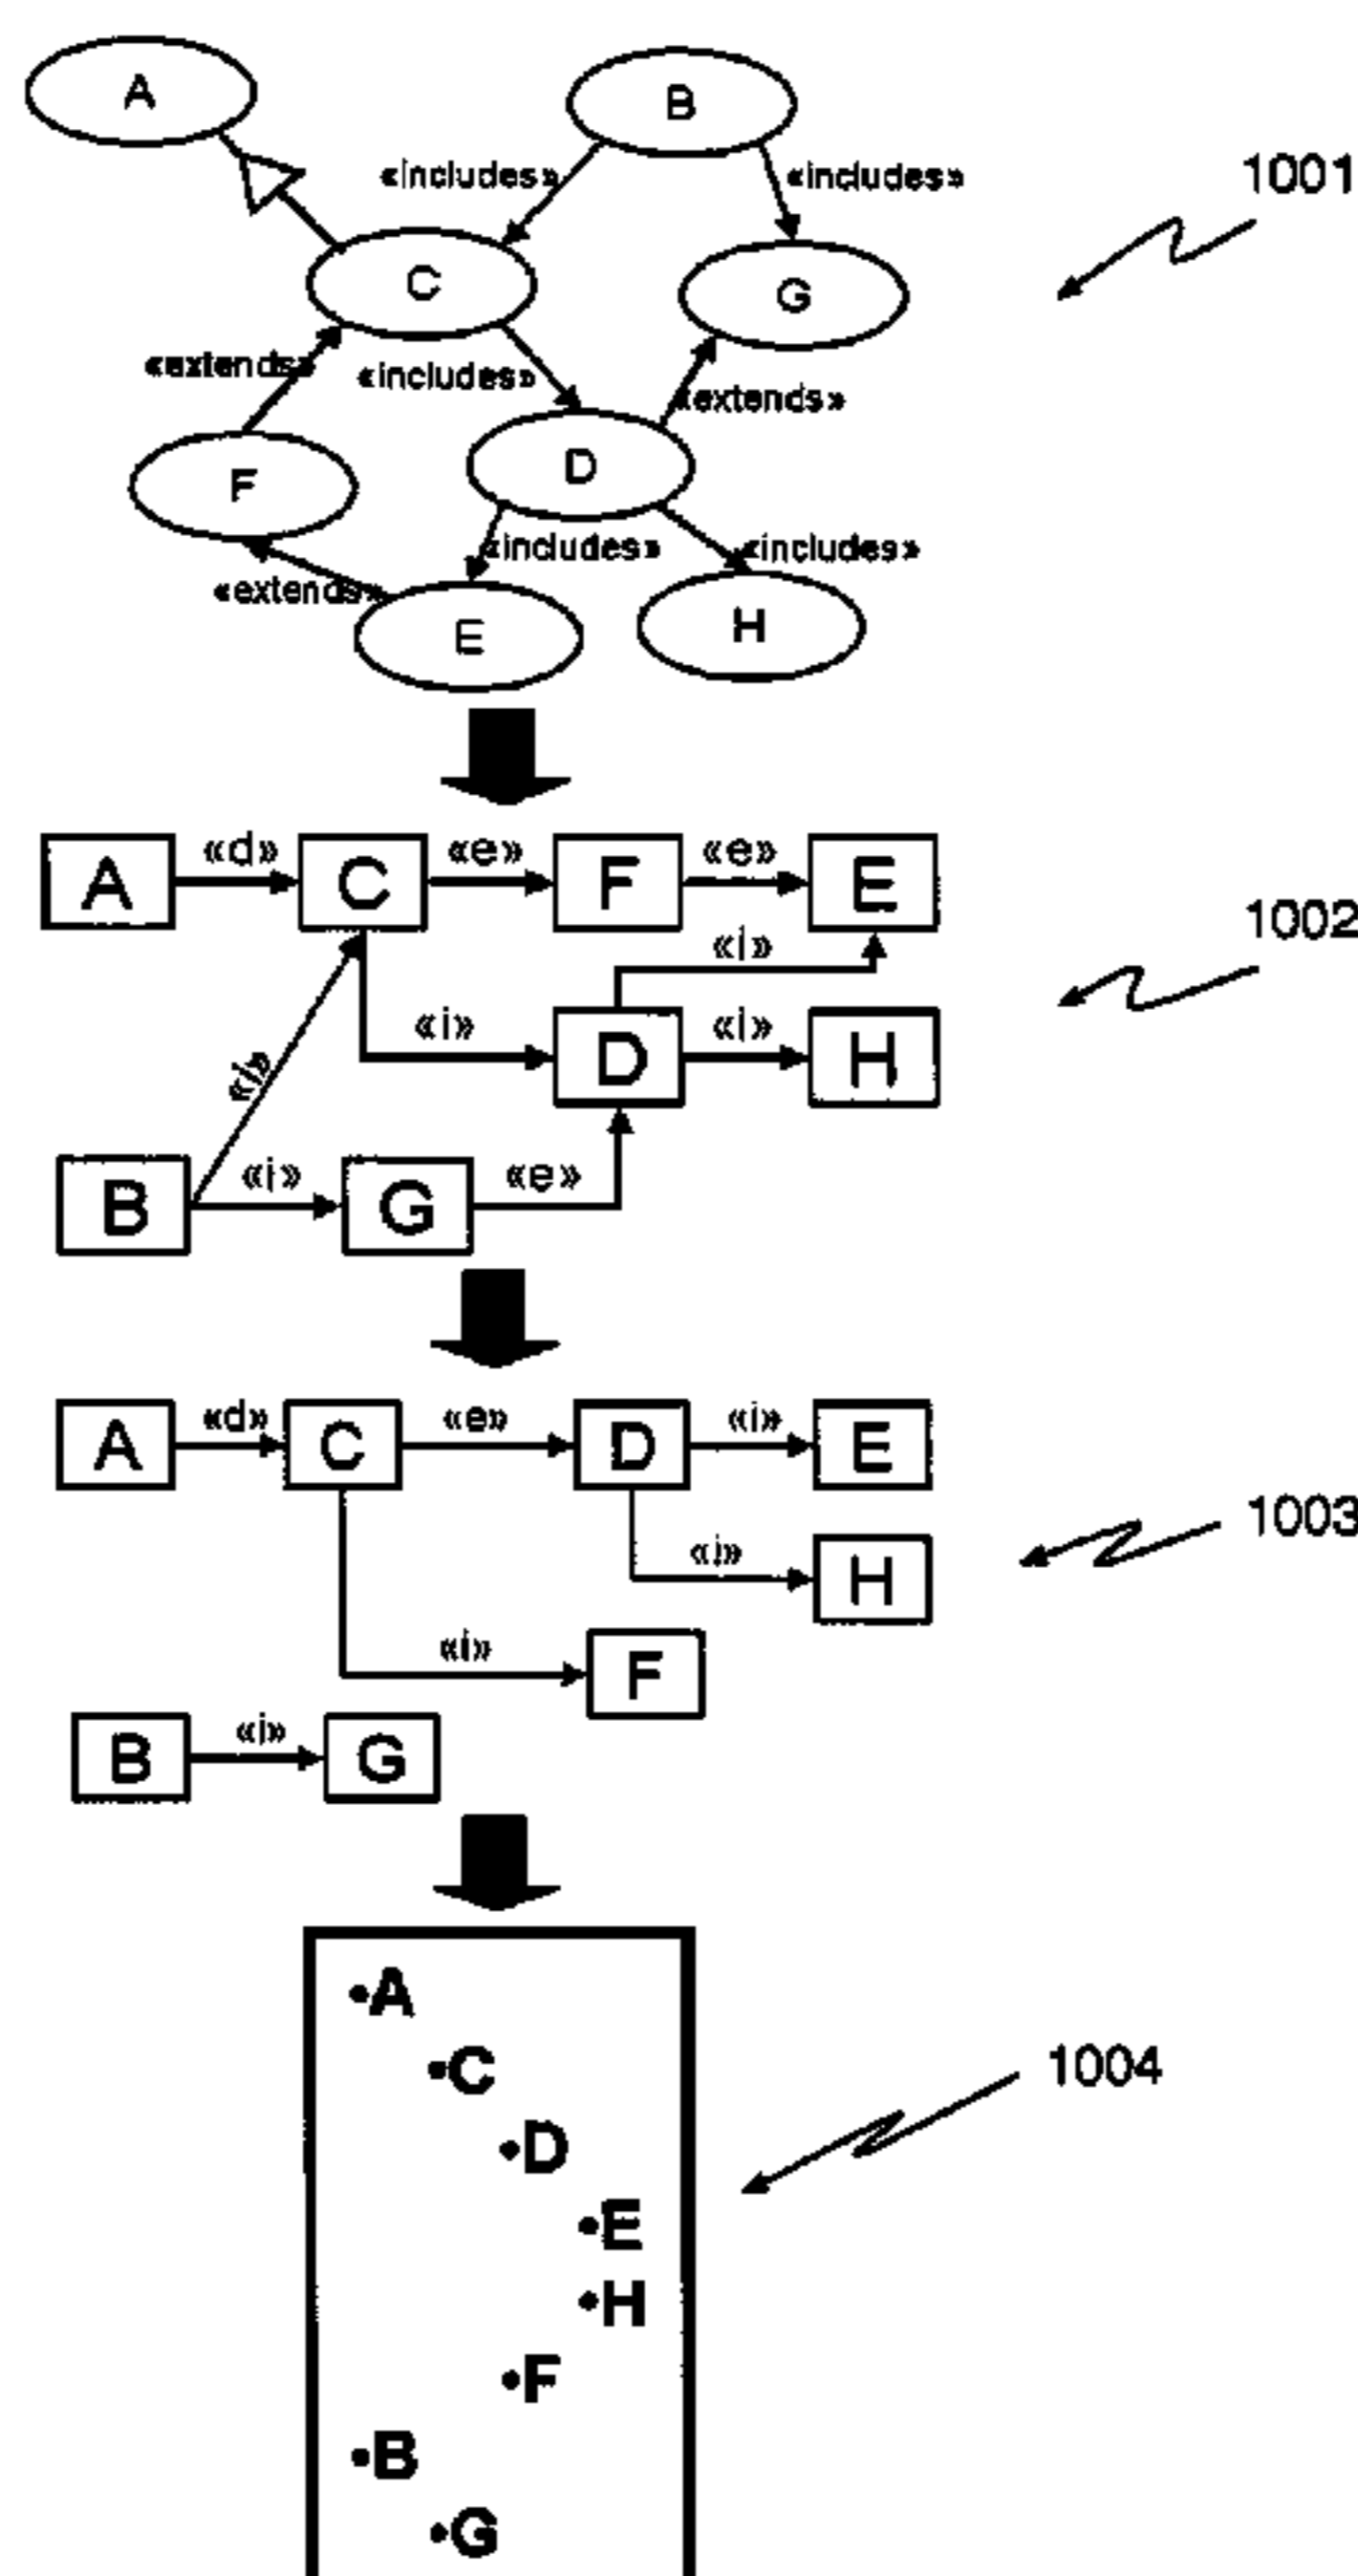 A
B
«includes»
«includes»
1001
C
G
«extends»
«includes»
«extends»
F
D
«includes»
«includes»
«extends»
E
H
A
«d»
C
«e»
F
«e»
E
1002
«i»
«i»
D
«i»
H
«i»
B
«i»
G
«e»
A
«d»
C
«e»
D
«i»
E
1003
«i»
H
«i»
F
B
«i»
G
•A
•C
1004
•D
•E
•H
•F
•B
•G